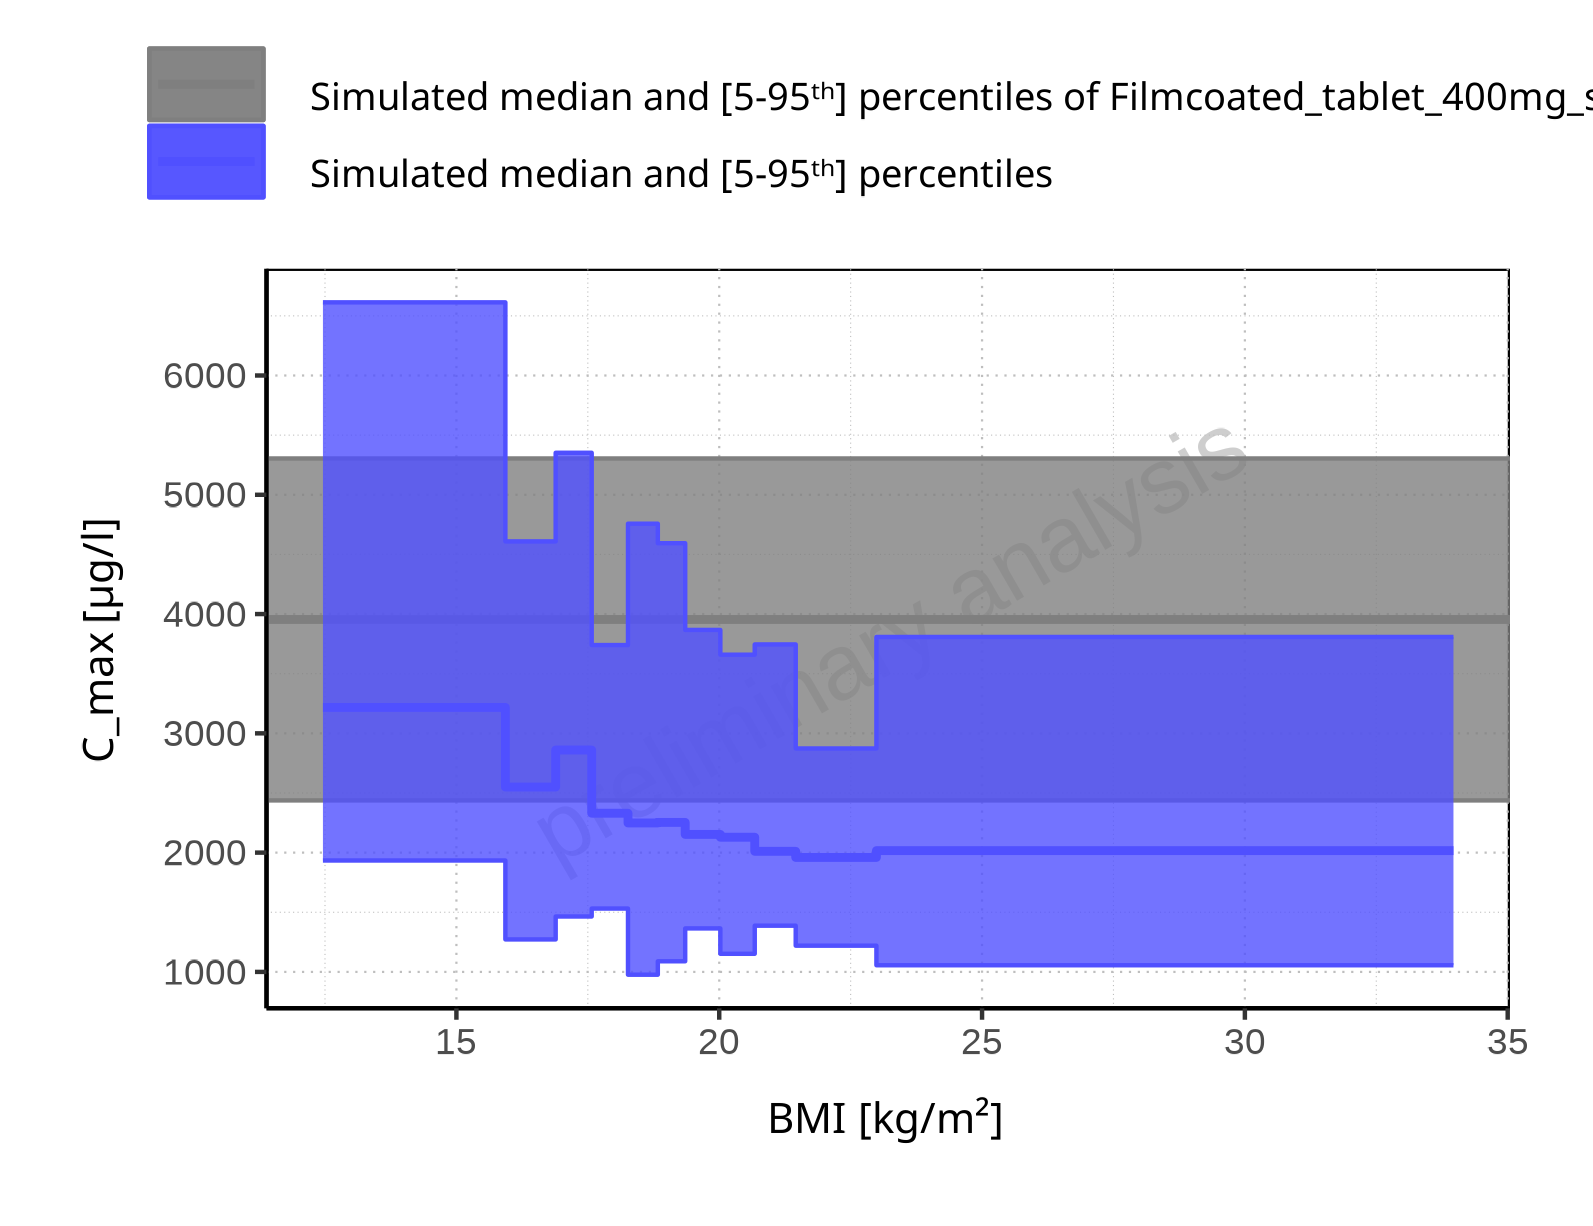 Simulated median and [5-95th] percentiles of Filmcoated_tablet_400mg_s
Simulated median and [5-95th] percentiles
6000
5000
4000
3000
2000
1000
C_max [µg/l]
preliminary analysis
15 20 25 30 35
BMI [kg/m²]